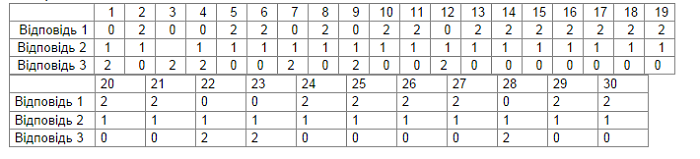 1 2 3 4 5 6 7 8 9 10 11 12 13 14 15 16 17 18 19
Відповідь 1 0 2 0 0 2 2 0 2 0 2 2 0 2 2 2 2 2 2 2
Відповідь 2 1 1 1 1 1 1 1 1 1 1 1 1 1 1 1 1 1 1
Відповідь 3 2 0 2 2 0 0 2 0 2 0 0 2 0 0 0 0 0 0 0
20 21 22 23 24 25 26 27 28 29 30
Відповідь 1 2 2 0 0 2 2 2 2 0 2 2
Відповідь 2 1 1 1 1 1 1 1 1 1 1 1
Відповідь 3 0 0 2 2 0 0 0 0 2 0 0